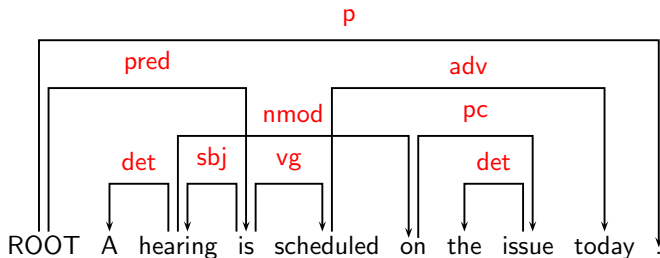 p
pred adv
nmod pc
det sbj vg det
ROOT A hearing is scheduled on the issue today .